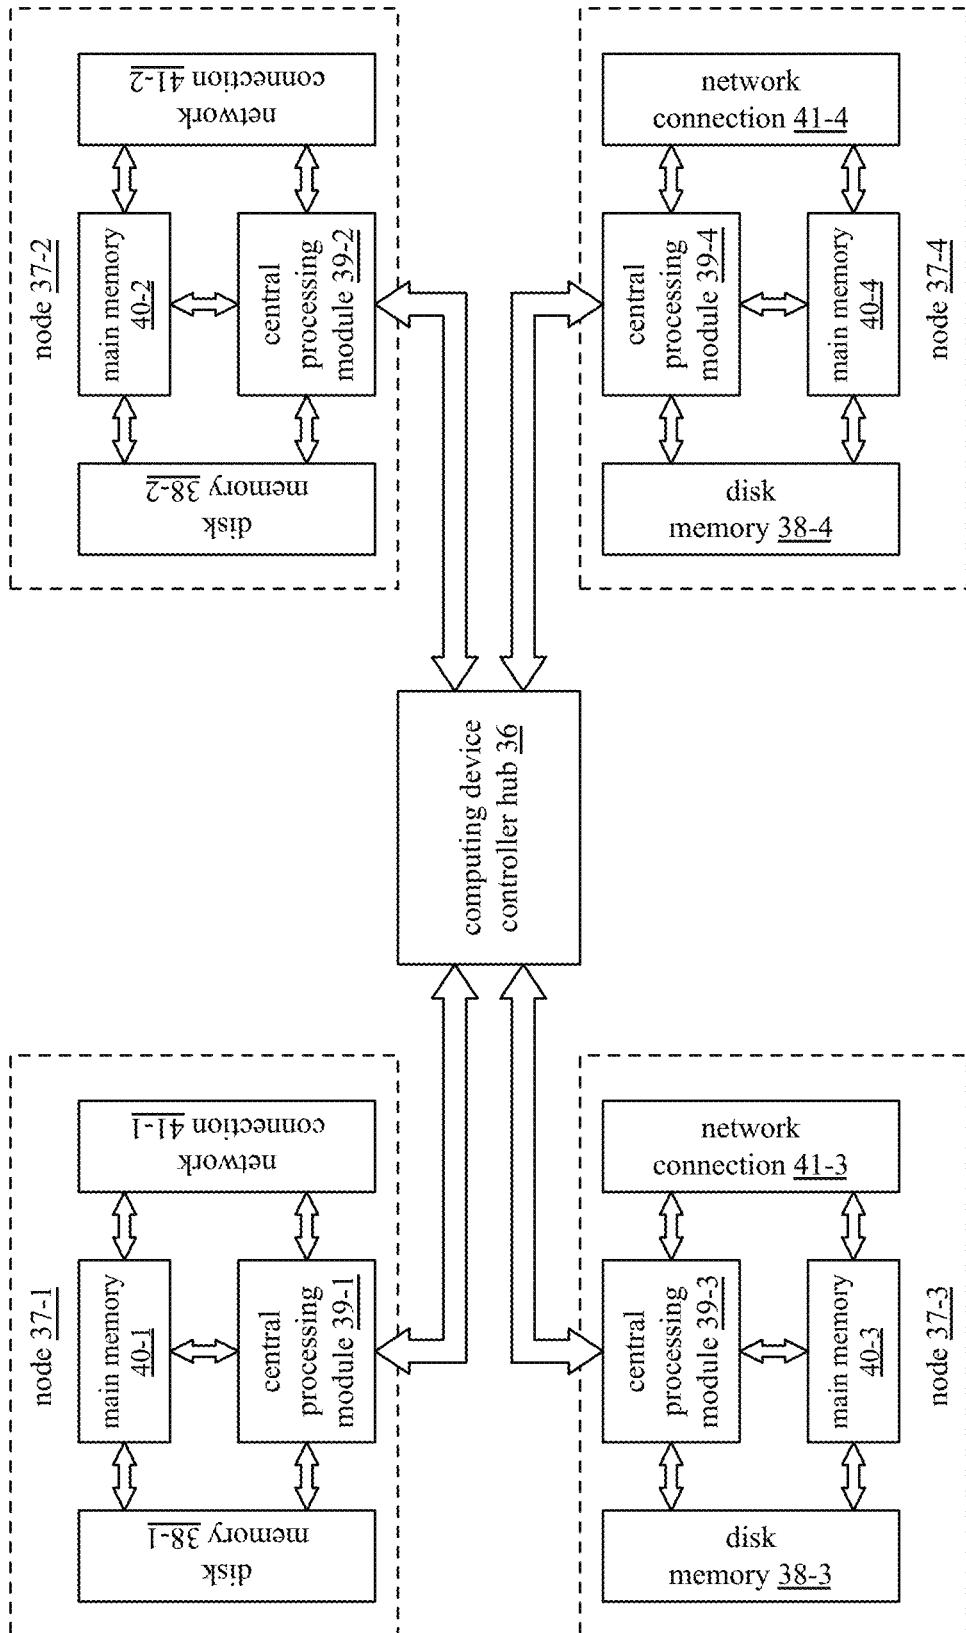 node 37-2
network
connection 41-2
main memory
40-2
central
processing
module 39-2
disk
memory 38-2
network
connection 41-4
central
processing
module 39-4
main memory
40-4
node 37-4
disk
memory 38-4
computing device
controller hub 36
node 37-1
network
connection 41-1
main memory
40-1
central
processing
module 39-1
disk
memory 38-1
network
connection 41-3
central
processing
module 39-3
main memory
40-3
node 37-3
disk
memory 38-3